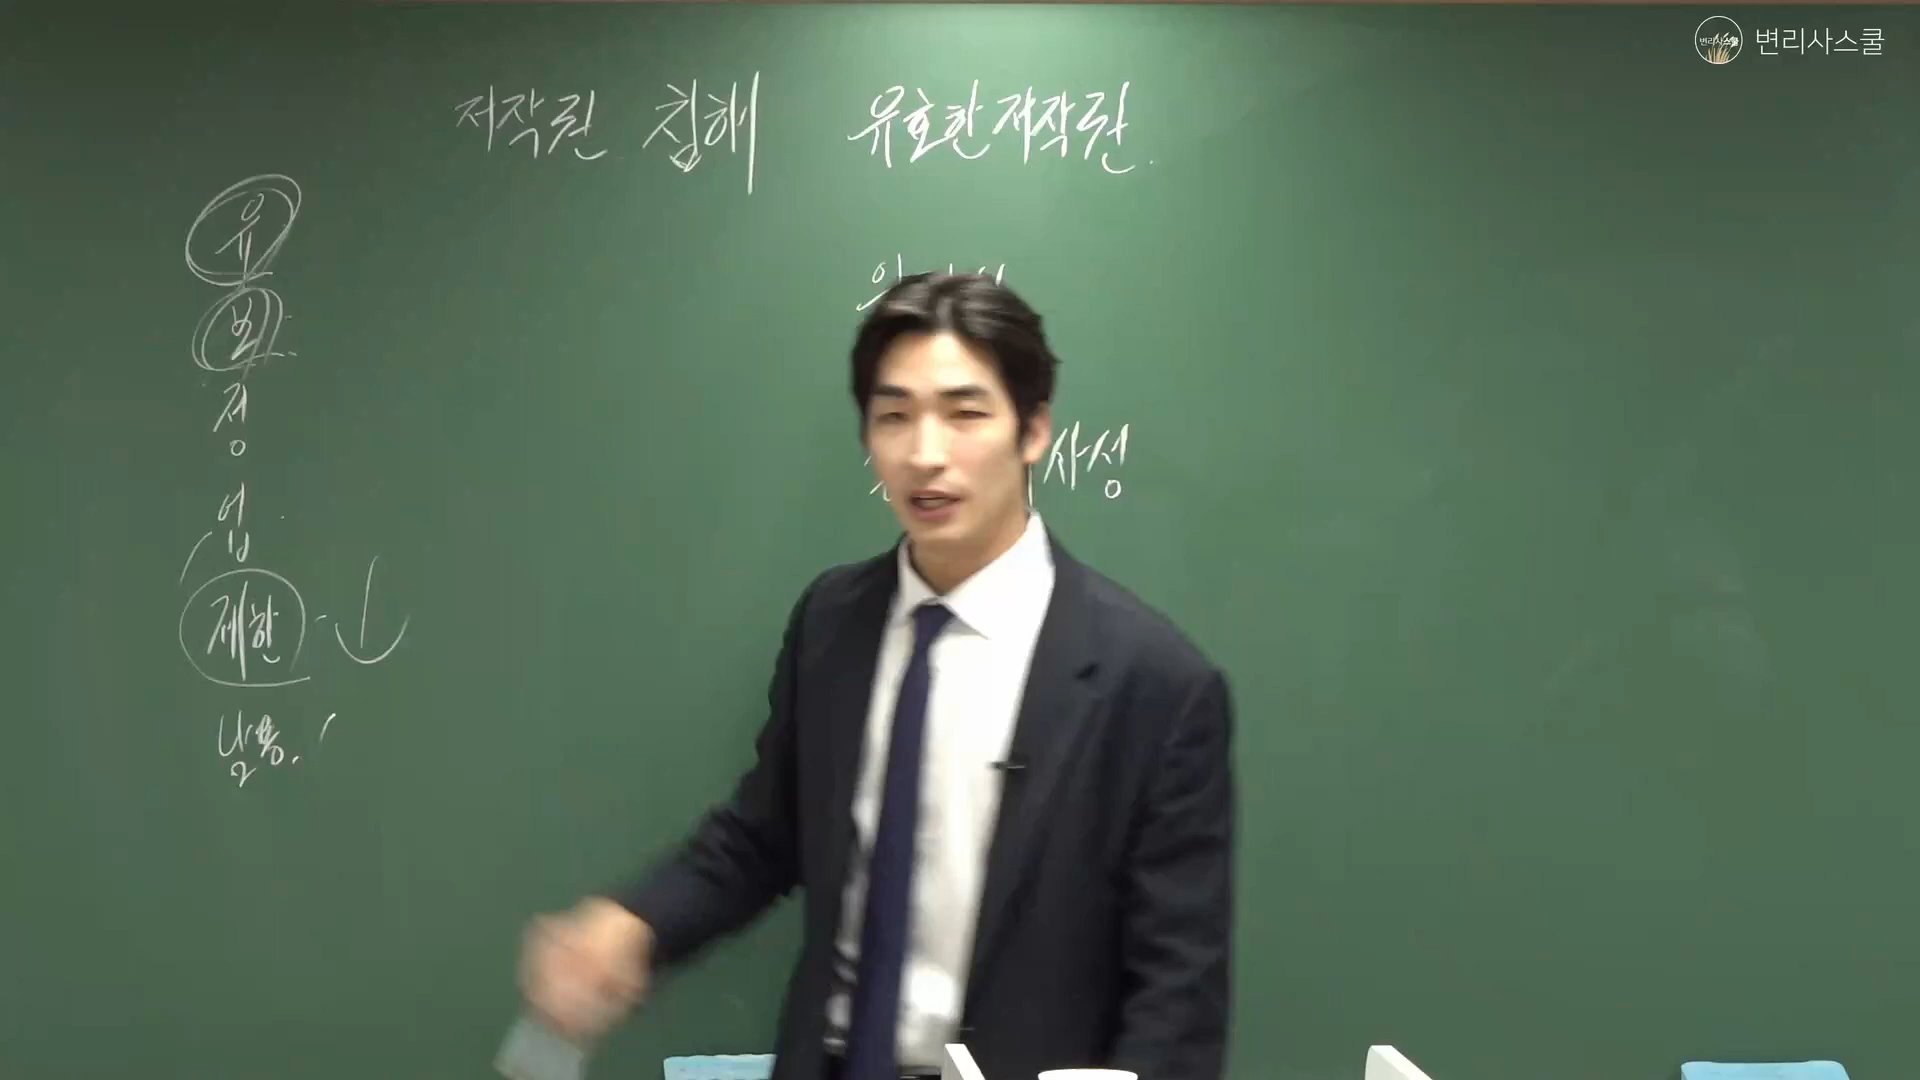 변리사스쿨
저작권 침해 유효한 저작권.
유
보
정
업
사성
제한
남용.